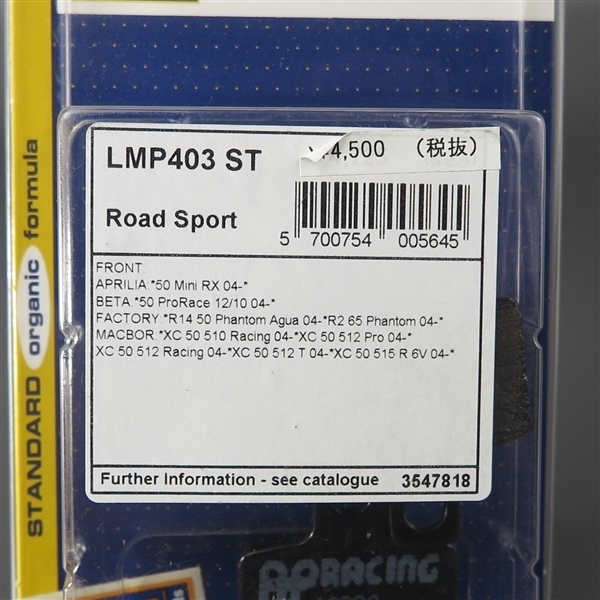 LMP403 ST
¥4,500 （税抜）
Road Sport
5 700754 005645
FRONT:
APRILIA:*50 Mini RX 04-*
BETA:*50 ProRace 12/10 04-*
FACTORY:*R14 50 Phantom Agua 04-*R2 65 Phantom 04-*
MACBOR:*XC 50 510 Racing 04-*XC 50 512 Pro 04-*
XC 50 512 Racing 04-*XC 50 512 T 04-*XC 50 515 R 6V 04-*
Further Information - see catalogue 3547818
STANDARD organic formula
AP RACING